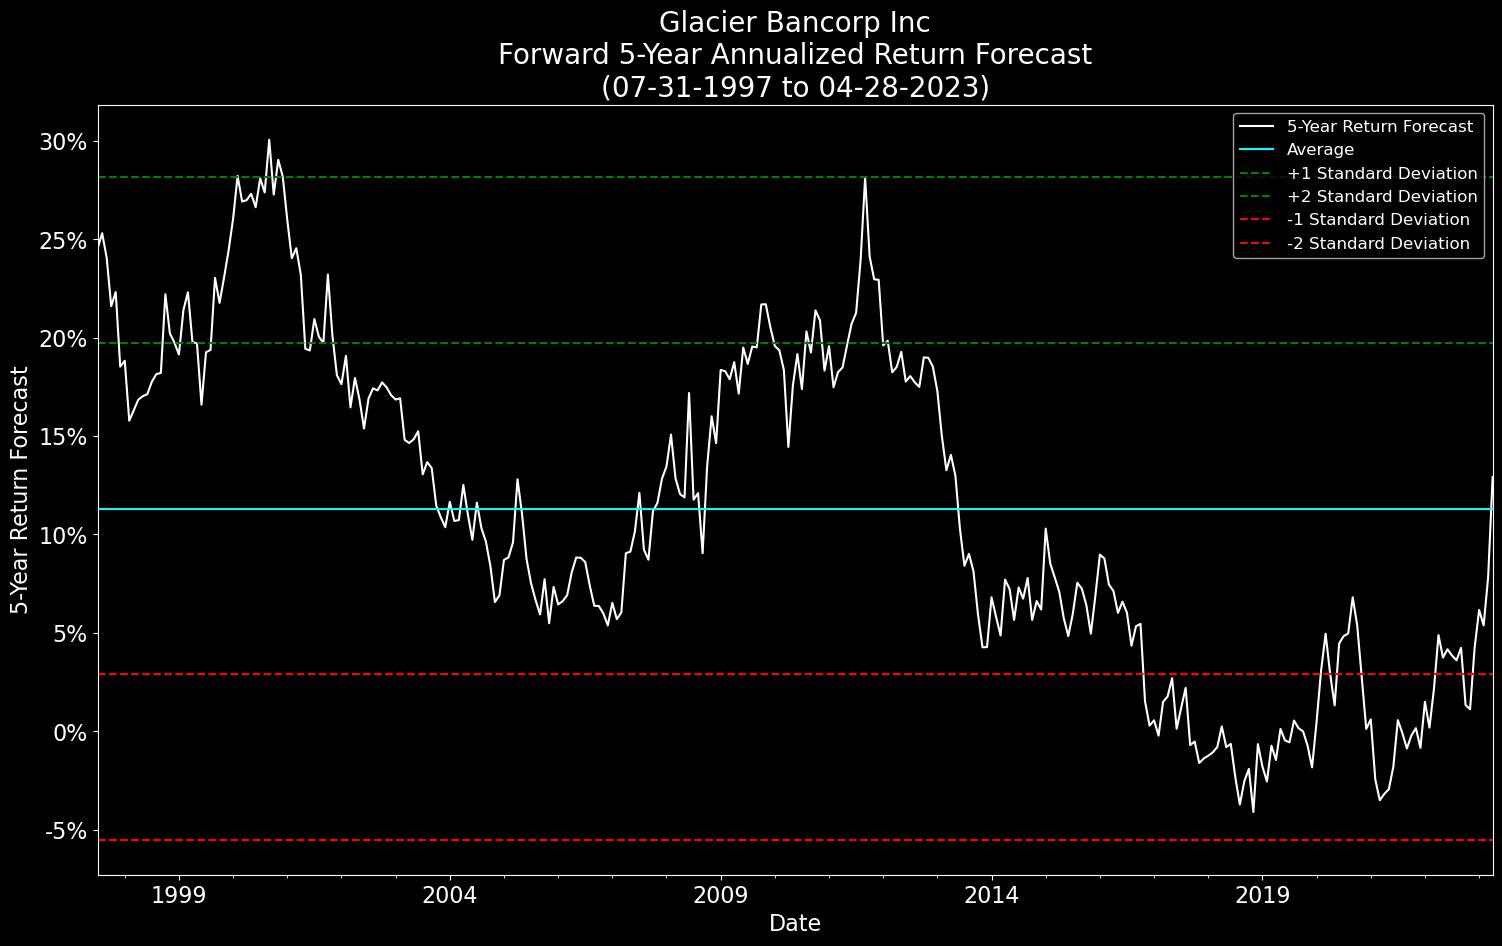 Glacier Bancorp Inc
Forward 5-Year Annualized Return Forecast
(07-31-1997 to 04-28-2023)
5-Year Return Forecast
Average
+1 Standard Deviation
+2 Standard Deviation
-1 Standard Deviation
-2 Standard Deviation
30%
25%
20%
15%
10%
5%
0%
-5%
5-Year Return Forecast
1999
2004
2009
2014
2019
Date